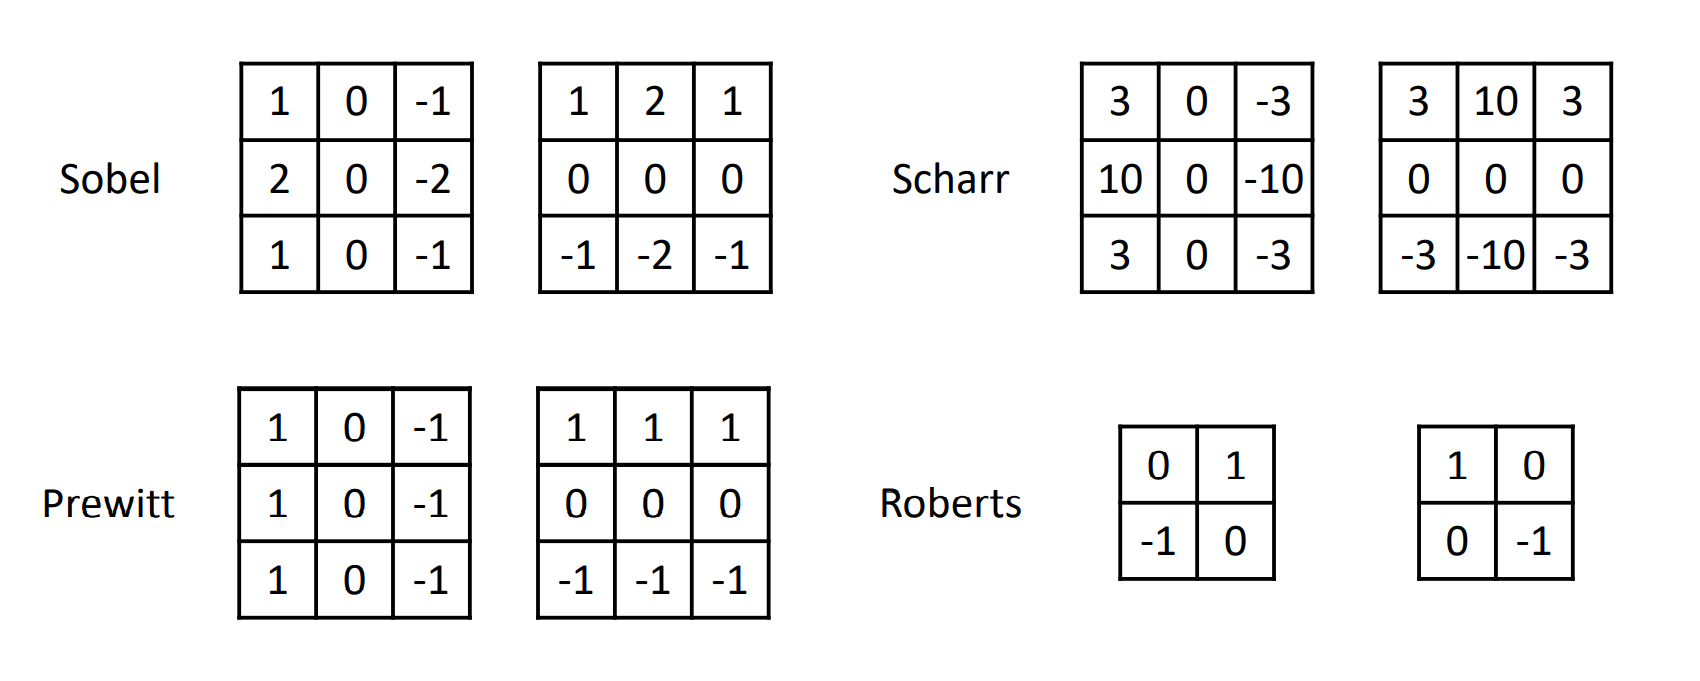 Sobel
1 0 -1
2 0 -2
1 0 -1
1 2 1
0 0 0
-1 -2 -1
Scharr
3 0 -3
10 0 -10
3 0 -3
3 10 3
0 0 0
-3 -10 -3
Prewitt
1 0 -1
1 0 -1
1 0 -1
1 1 1
0 0 0
-1 -1 -1
Roberts
0 1
-1 0
1 0
0 -1